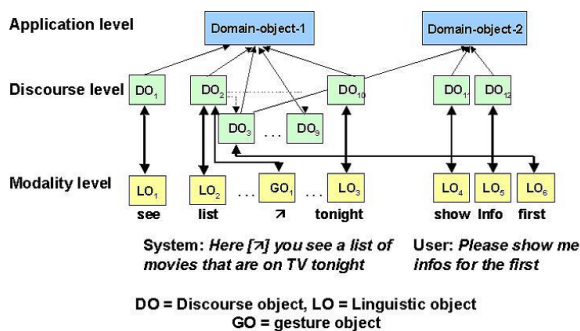 Application level Domain-object-1 Domain-object-2
Discourse level DO1 DO2 DO10 DO11 DO12
DO3 ... DO9
Modality level LO1 LO2 ... GO1 ... LO3 LO4 LO5 LO6
see list ↗ tonight show Info first
System: Here [↗] you see a list of User: Please show me
movies that are on TV tonight infos for the first
DO = Discourse object, LO = Linguistic object
GO = gesture object